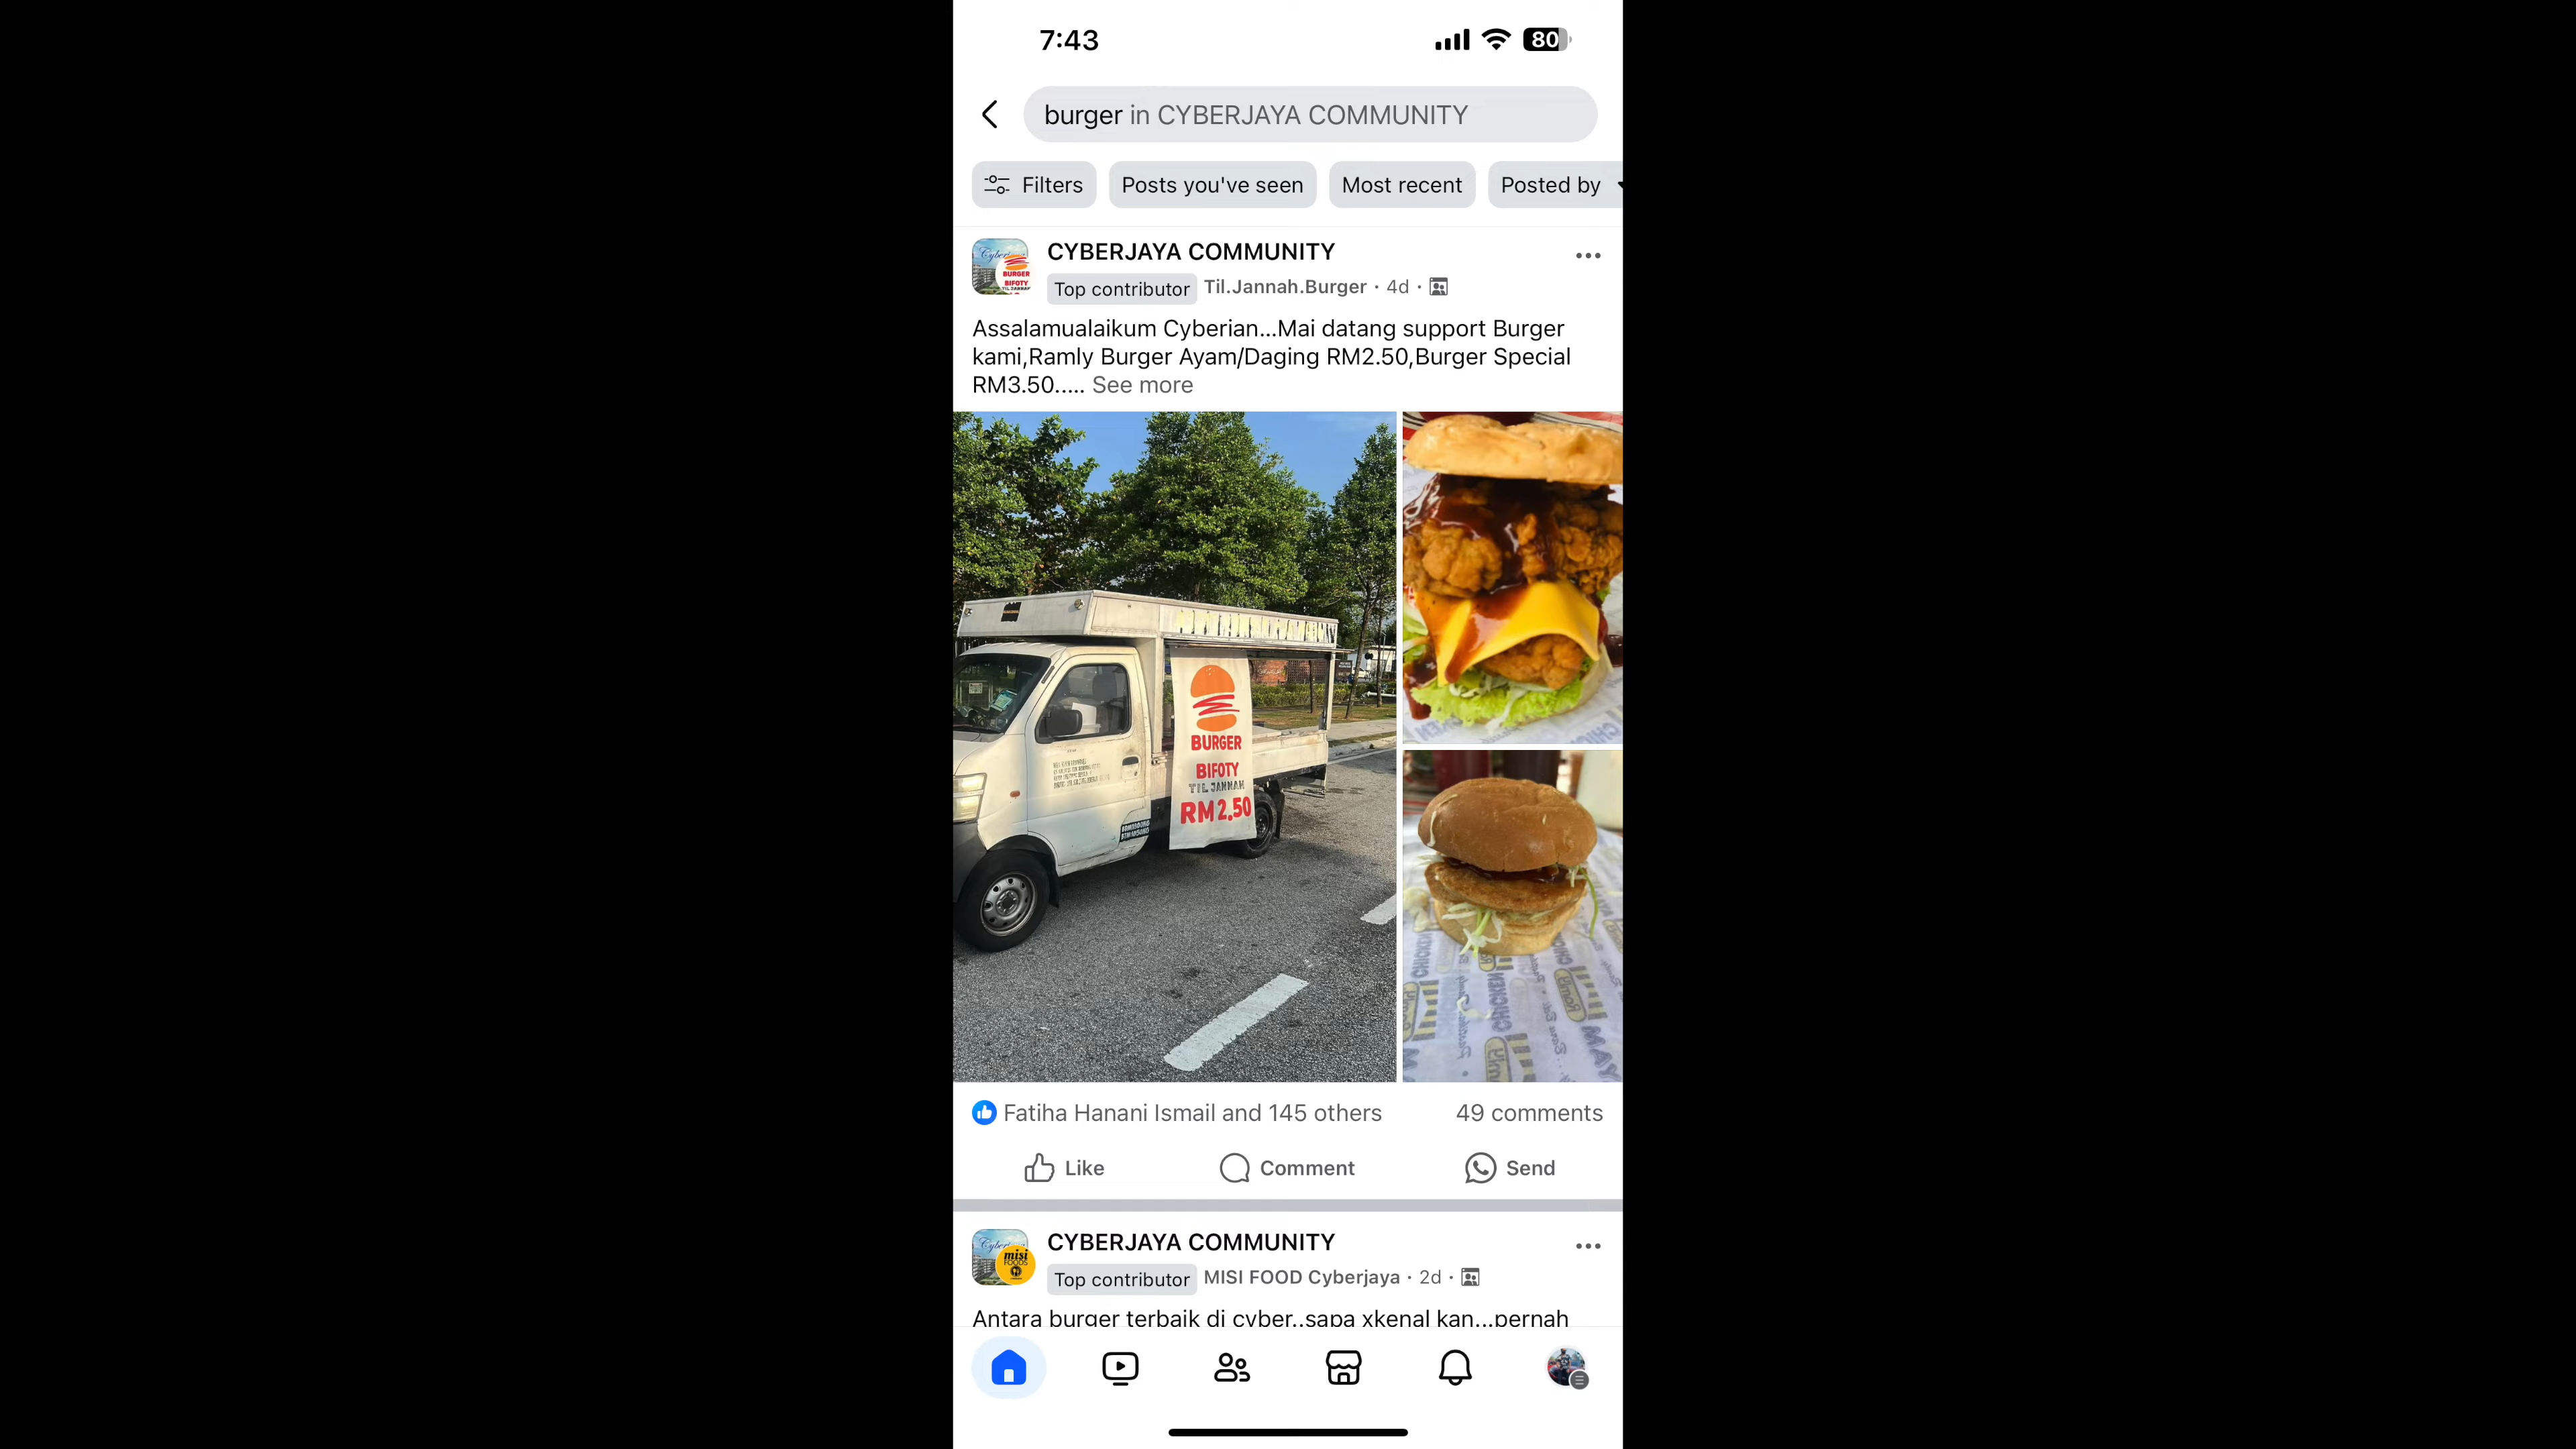 7:43
80
burger in CYBERJAYA COMMUNITY
Filters
Posts you've seen
Most recent
Posted by
CYBERJAYA COMMUNITY
Top contributor Til.Jannah.Burger · 4d ·
Assalamualaikum Cyberian...Mai datang support Burger
kami,Ramly Burger Ayam/Daging RM2.50,Burger Special
RM3.50..... See more
BURGER
BIFOTY
TIL JANNAH
RM 2.50
Fatiha Hanani Ismail and 145 others
49 comments
Like
Comment
Send
CYBERJAYA COMMUNITY
misi
FOODS
Top contributor MISI FOOD Cyberjaya · 2d ·
Antara burger terbaik di cyber..sapa xkenal kan...pernah